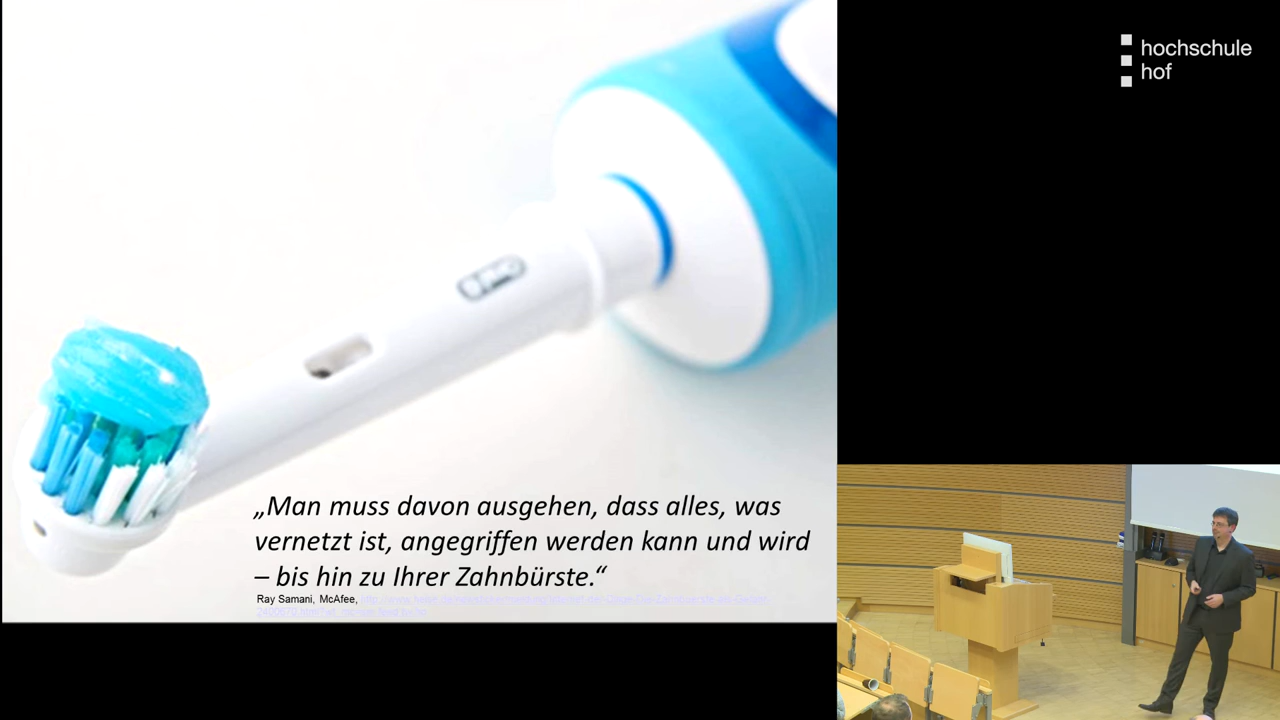 hochschule
hof
„Man muss davon ausgehen, dass alles, was
vernetzt ist, angegriffen werden kann und wird
– bis hin zu Ihrer Zahnbürste.“
Ray Samani, McAfee,